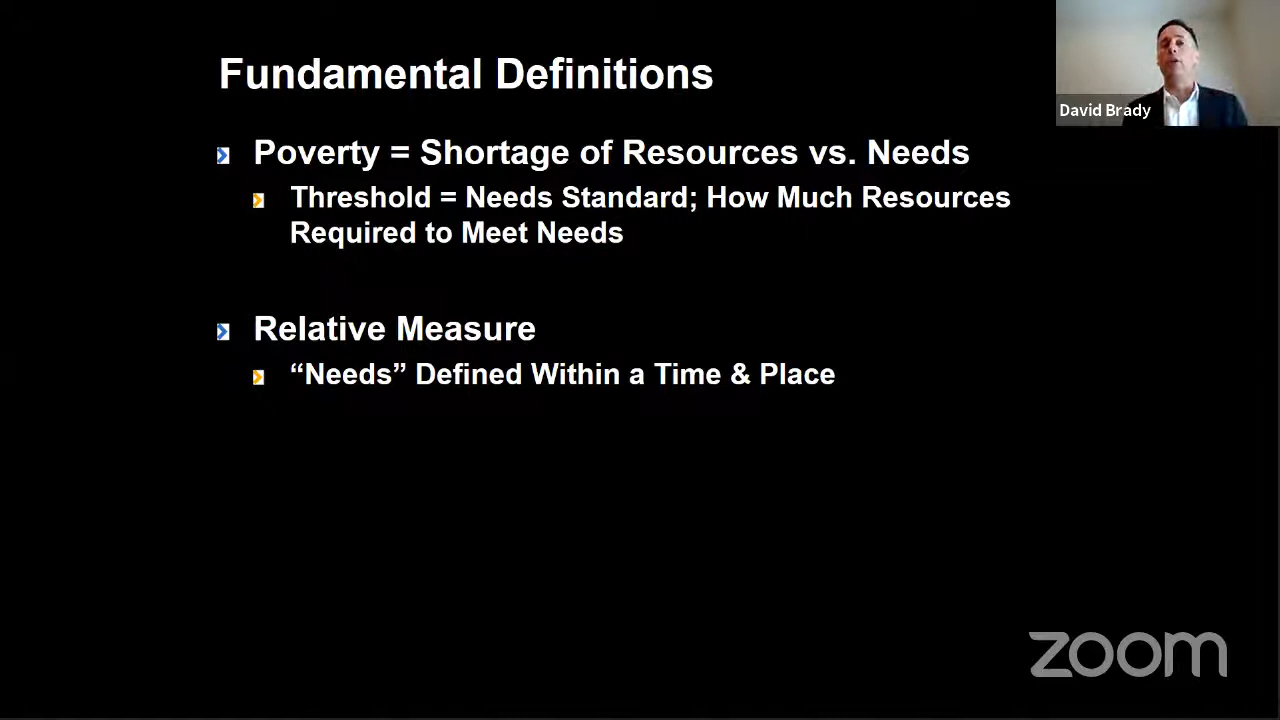 Fundamental Definitions
David Brady
Poverty = Shortage of Resources vs. Needs
Threshold = Needs Standard; How Much Resources
Required to Meet Needs
Relative Measure
“Needs” Defined Within a Time & Place
zoom